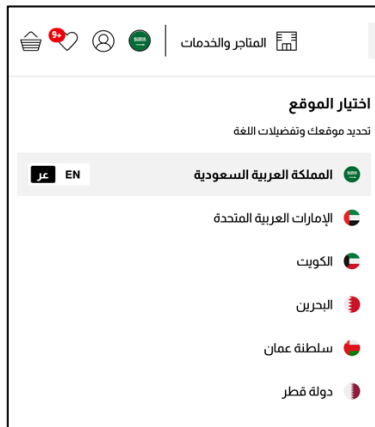 المتاجر والخدمات
+9
اختيار الموقع
تحديد موقعك وتفضيلات اللغة
المملكة العربية السعودية
EN عر
الإمارات العربية المتحدة
الكويت
البحرين
سلطنة عمان
دولة قطر